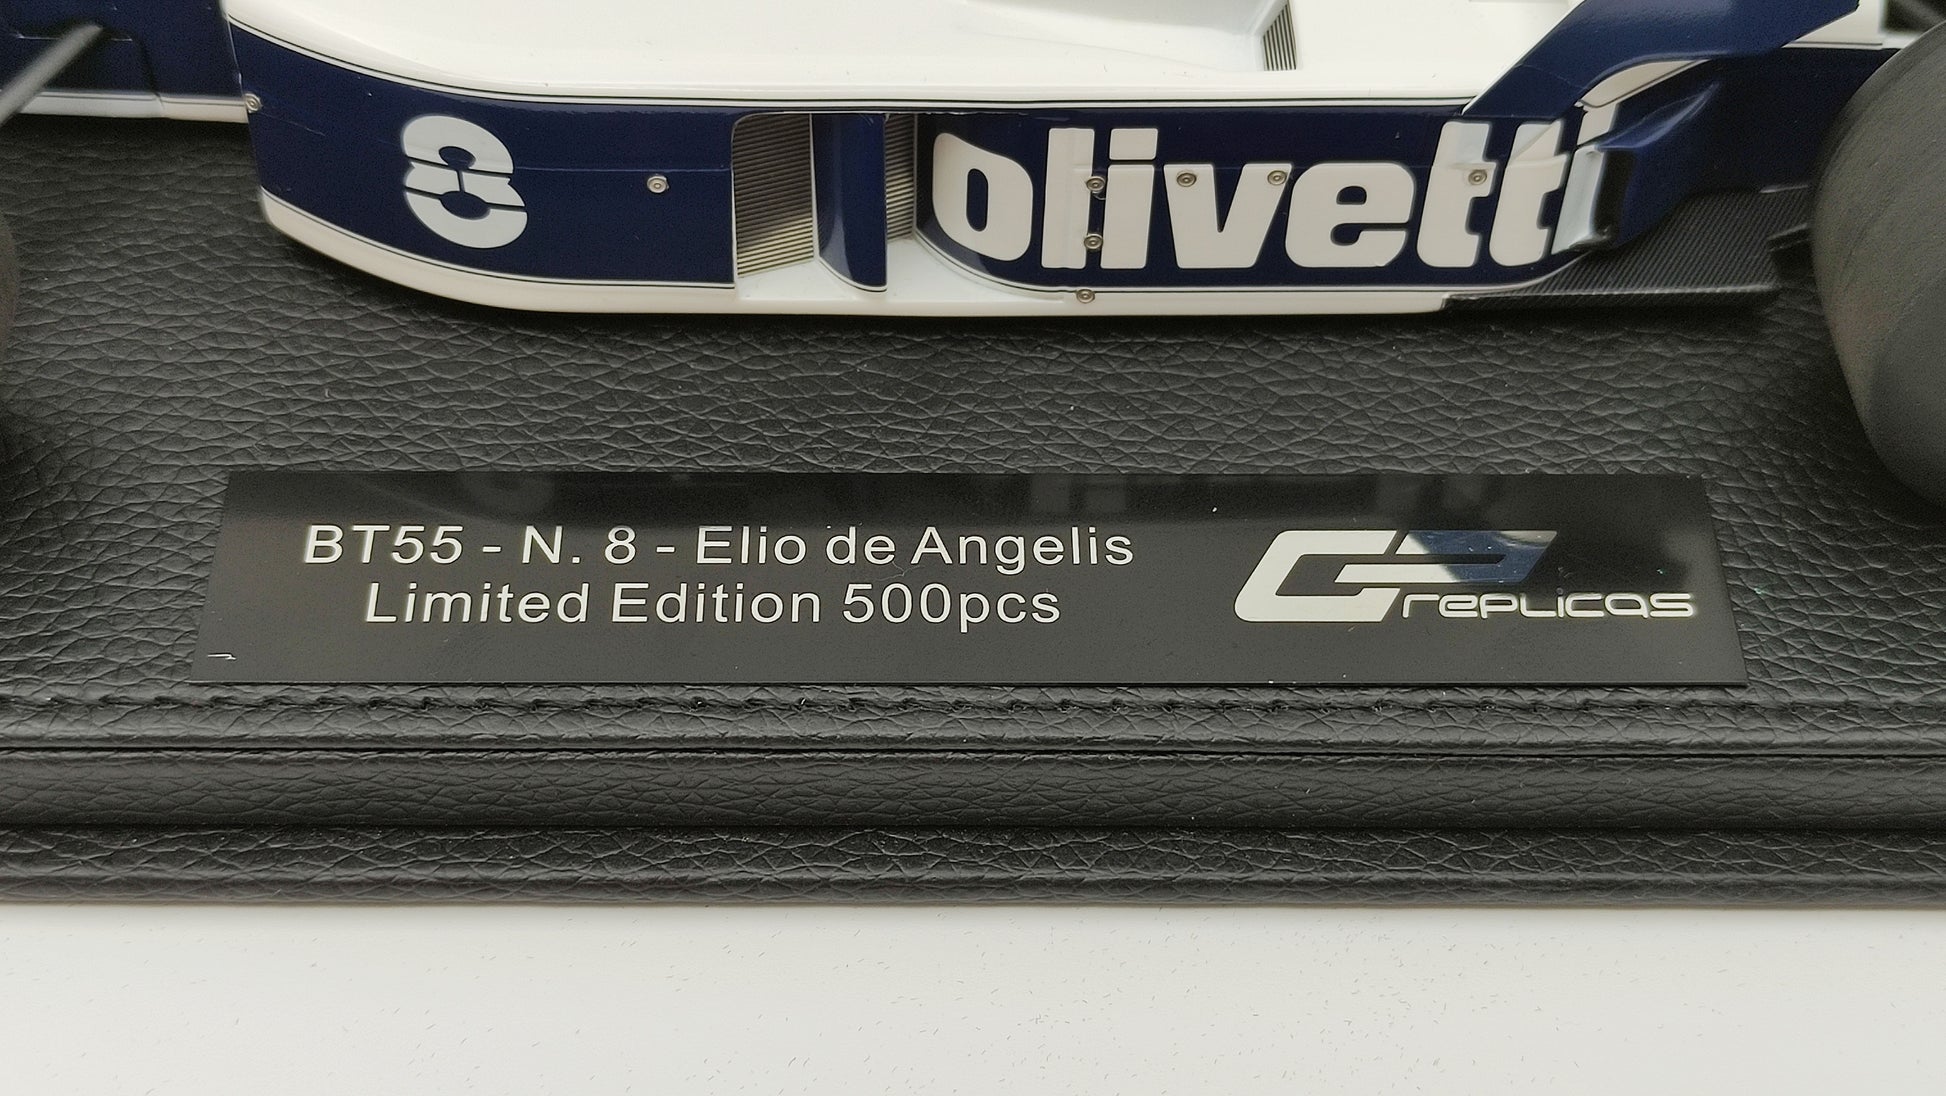 8
olivetti
BT55 - N. 8 - Elio de Angelis
Limited Edition 500pcs
GP
replicas